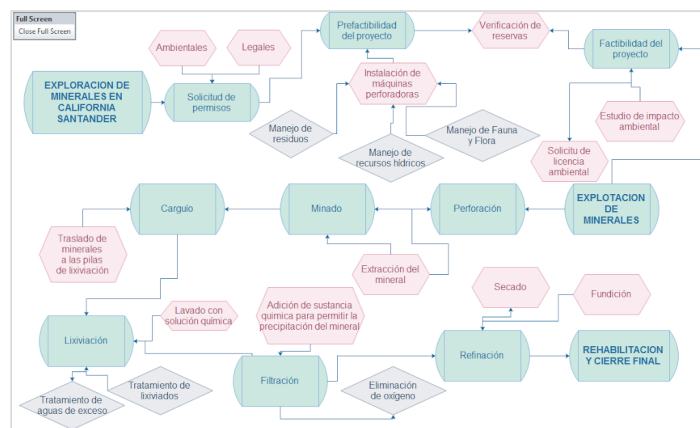 Full Screen
Close Full Screen
Ambientales
Legales
Prefactibilidad
del proyecto
Verificación de
reservas
Factibilidad del
proyecto
EXPLORACION DE
MINERALES EN
CALIFORNIA
SANTANDER
Solicitud de
permisos
Instalación de
máquinas
perforadoras
Manejo de
residuos
Manejo de
recursos hídricos
Manejo de Fauna
y Flora
Estudio de impacto
ambiental
Solicitu de
licencia
ambiental
Carguío
Minado
Perforación
EXPLOTACION
DE
MINERALES
Traslado de
minerales
a las pilas
de lixiviación
Extracción del
mineral
Lavado con
solución química
Adición de sustancia
quimica para permitir la
precipitación del mineral
Secado
Fundición
Lixiviación
Filtración
Refinación
REHABILITACION
Y CIERRE FINAL
Tratamiento de
aguas de exceso
Tratamiento de
lixiviados
Eliminación
de oxígeno